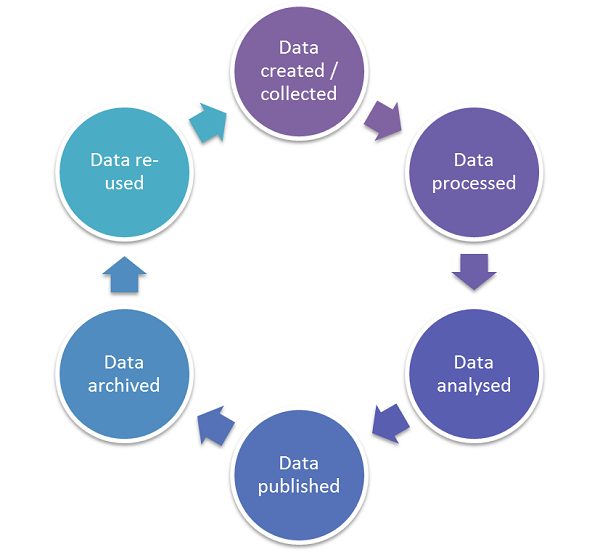 Data
created /
collected
Data
processed
Data
analysed
Data
published
Data
archived
Data re-
used